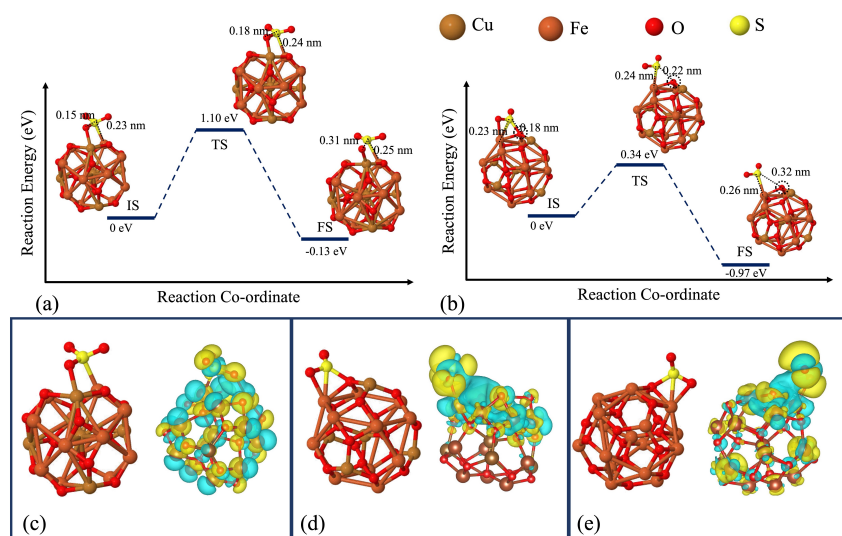 Cu Fe O S
Reaction Energy (eV)
0.18 nm
0.24 nm
0.15 nm
0.23 nm
1.10 eV
TS
0.31 nm
0.25 nm
IS
0 eV
FS
-0.13 eV
(a)
Reaction Co-ordinate
Reaction Energy (eV)
0.24 nm
0.22 nm
0.23 nm
0.18 nm
0.34 eV
TS
0.32 nm
0.26 nm
IS
0 eV
FS
-0.97 eV
(b)
Reaction Co-ordinate
(c)
(d)
(e)